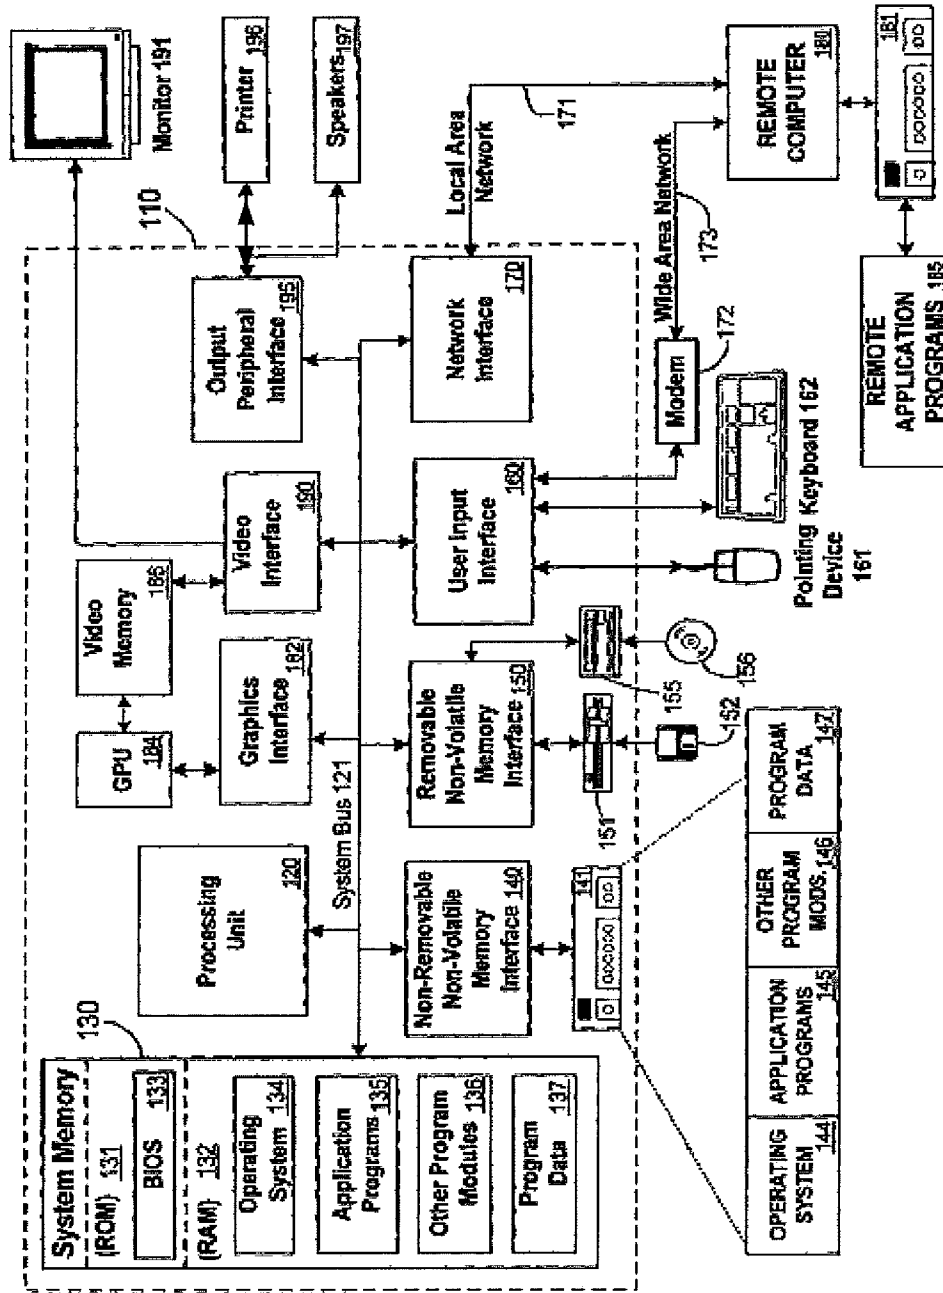 System Memory
(ROM) 131
BIOS 133
(RAM) 132
Operating
System 134
Application
Programs 135
Other Program
Modules 136
Program
Data 137
130
Processing
Unit
120
System Bus 121
GPU
184
Video
Memory
186
Graphics
Interface
182
Video
Interface
190
Output
Peripheral
Interface
195
110
Monitor 191
Printer
196
Speakers
197
Non-Removable
Non-Volatile
Memory
Interface 140
Removable
Non-Volatile
Memory
Interface 150
User Input
Interface
160
Network
Interface
170
Local Area
Network
171
Wide Area Network
173
Modem
172
141
151
152
155
156
Pointing
Device
161
Keyboard 162
REMOTE
COMPUTER
180
181
REMOTE
APPLICATION
PROGRAMS 185
OPERATING
SYSTEM
144
APPLICATION
PROGRAMS
145
OTHER
PROGRAM
MODS.
146
PROGRAM
DATA
147